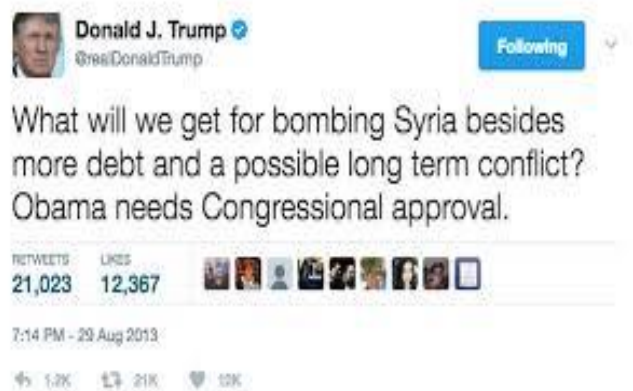 Donald J. Trump
@realDonaldTrump
Following
What will we get for bombing Syria besides
more debt and a possible long term conflict?
Obama needs Congressional approval.
RETWEETS LIKES
21,023 12,367
7:14 PM - 29 Aug 2013
1.2K 21K 12K